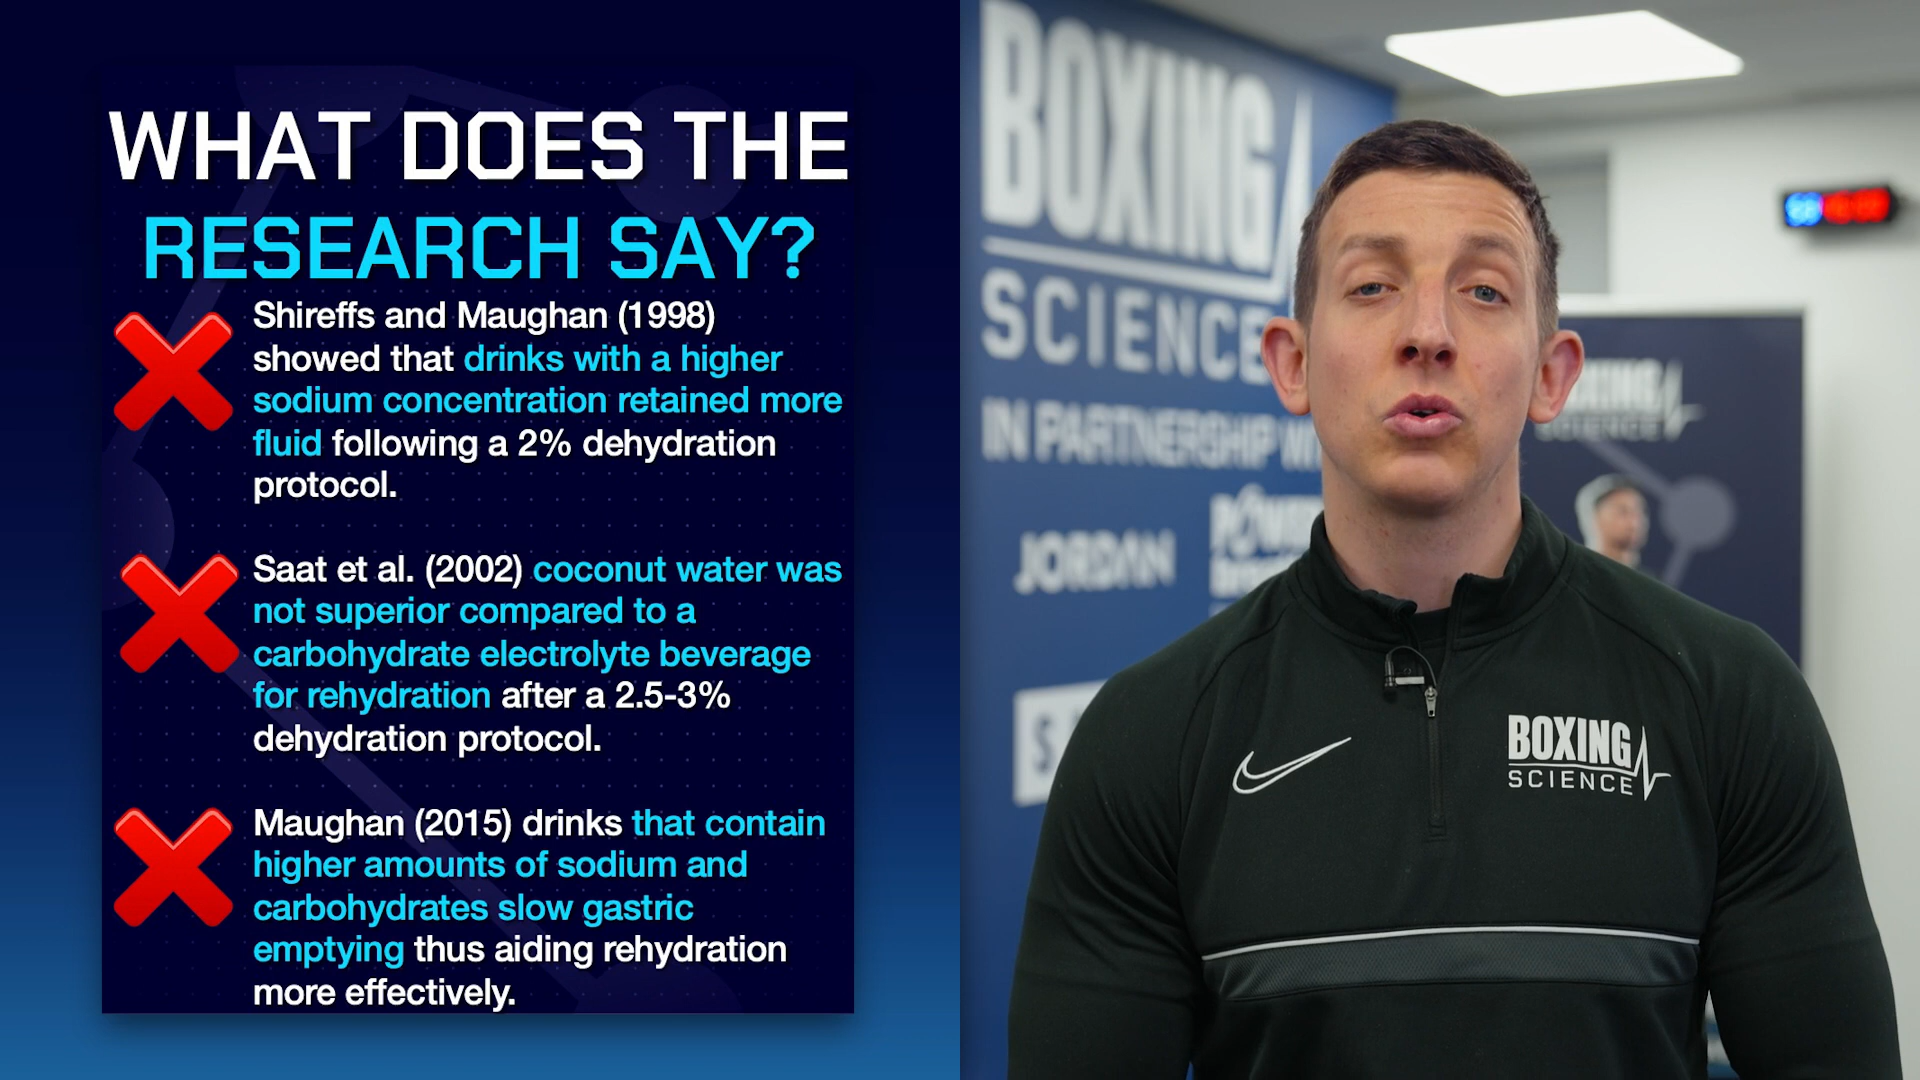 WHAT DOES THE
RESEARCH SAY?
Shireffs and Maughan (1998)
showed that drinks with a higher
sodium concentration retained more
fluid following a 2% dehydration
protocol.
Saat et al. (2002) coconut water was
not superior compared to a
carbohydrate electrolyte beverage
for rehydration after a 2.5-3%
dehydration protocol.
Maughan (2015) drinks that contain
higher amounts of sodium and
carbohydrates slow gastric
emptying thus aiding rehydration
more effectively.
BOXING
SCIENCE
IN PARTNERSHIP
JORDAN
BOXING
SCIENCE
BOXING
SCIENCE